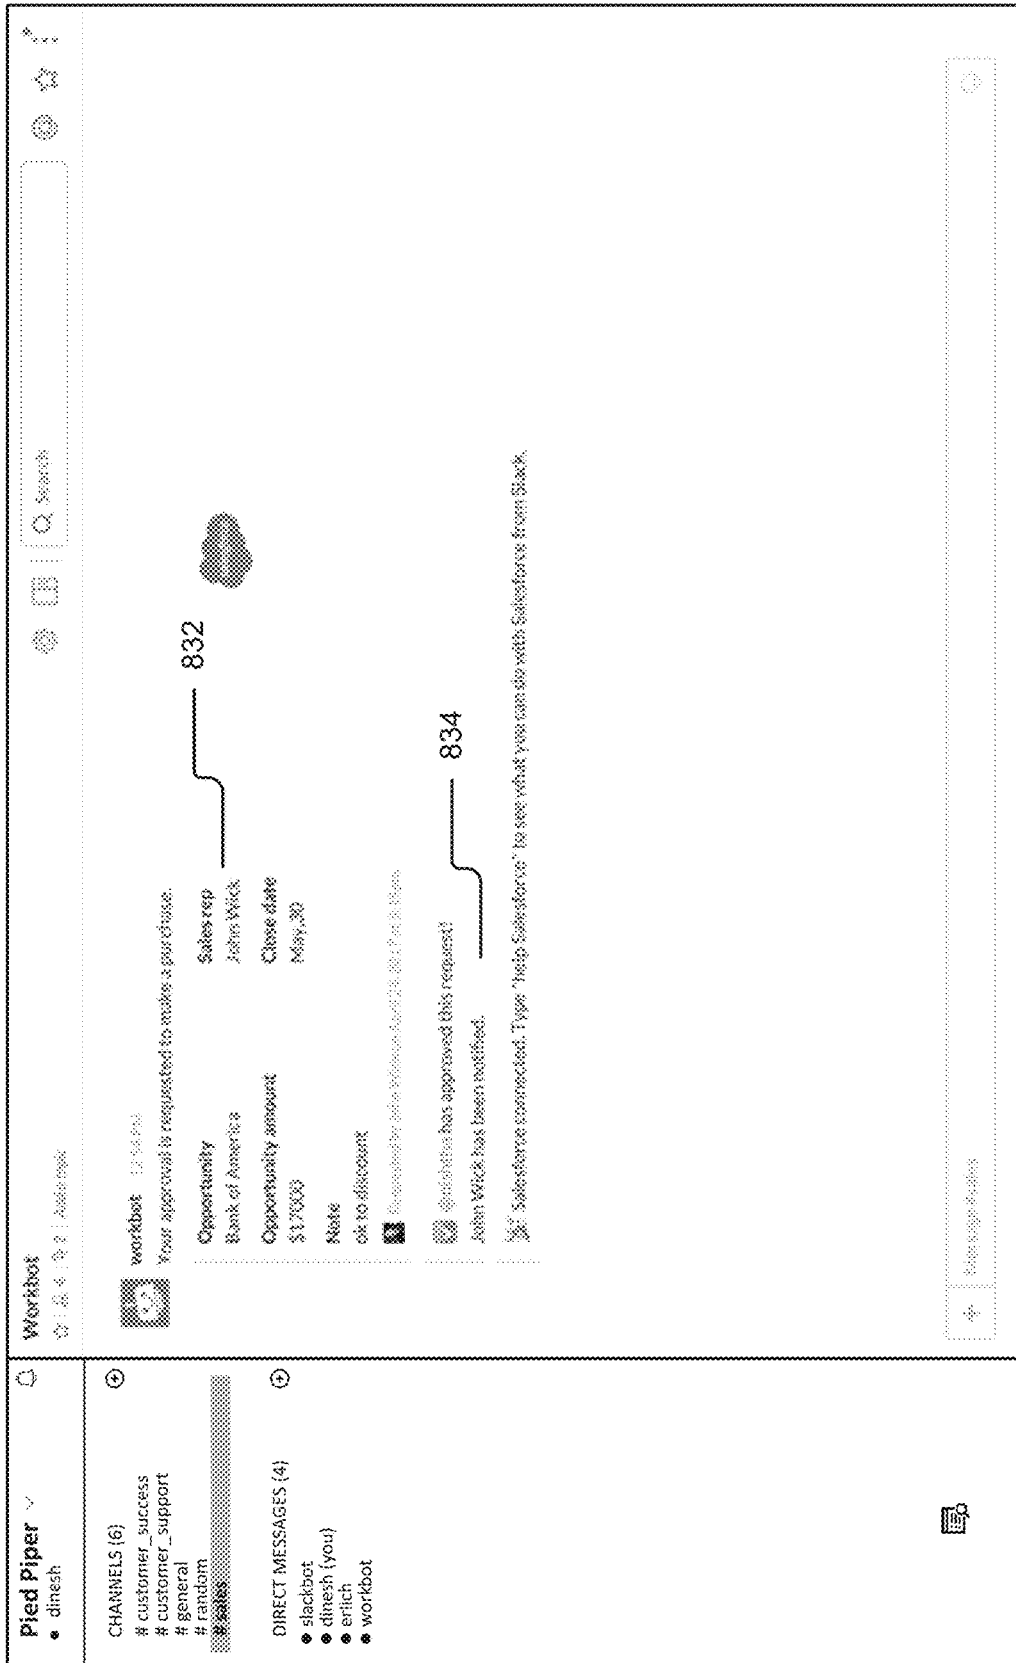 Pied Piper
dinesh
CHANNELS (6)
# customer_success
# customer_support
# general
# random
# sales
DIRECT MESSAGES (4)
slackbot
dinesh (you)
erlich
workbot
Workbot
Search
workbot
Your approval is requested to make a purchase.
Opportunity
Bank of America
Sales rep
John Wick
832
Opportunity amount
$17000
Close date
May,30
Note
ok to discount
has approved this request!
John Wick has been notified.
834
Salesforce connected. Type "help Salesforce" to see what you can do with Salesforce from Slack.